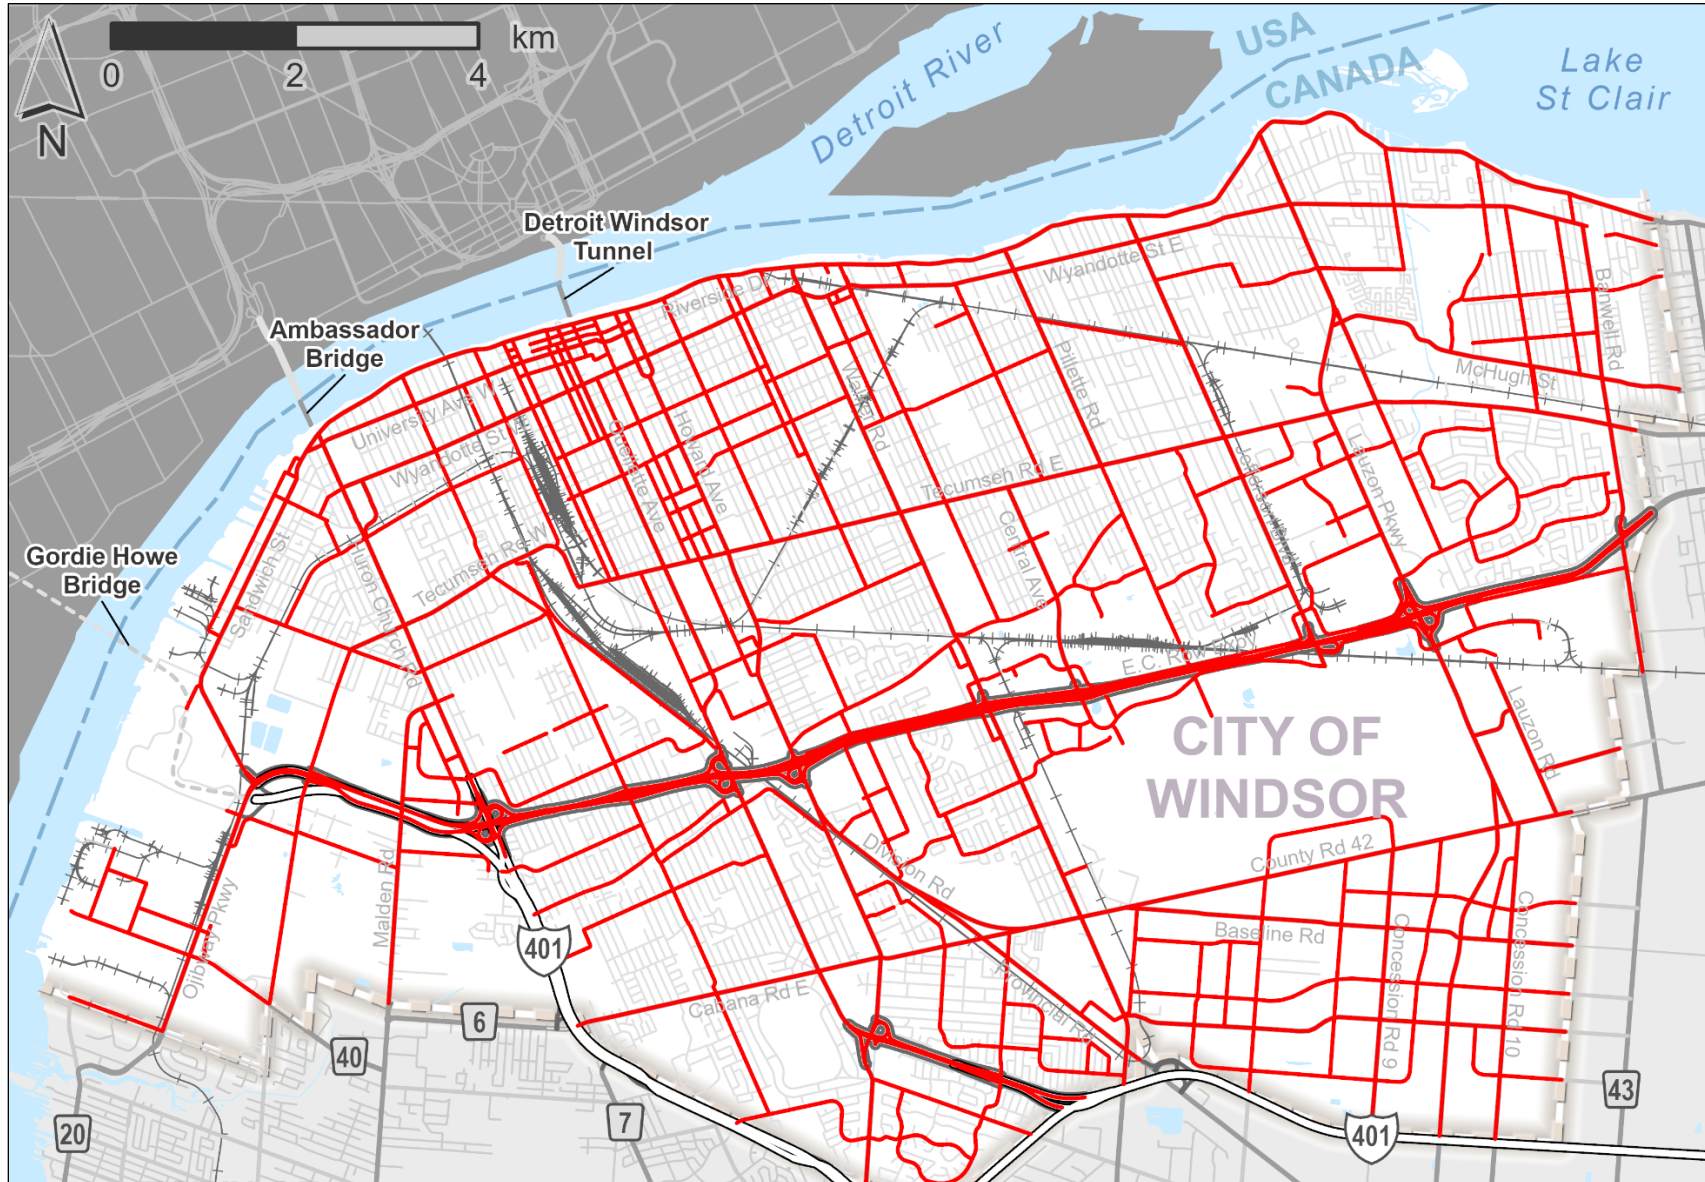 km
0
2
4
N
USA
CANADA
Lake
St Clair
Detroit River
Detroit Windsor
Tunnel
Ambassador
Bridge
Gordie Howe
Bridge
Riverside Dr
Wyandotte St E
University Ave W
Wyandotte St W
Ouellette Ave
Howard Ave
Walker Rd
Pillette Rd
Tecumseh Rd E
Central Ave
Lauzon Pkwy
McHugh St
Banwell Rd
Sandwich St
Huron Church Rd
Tecumseh Rd W
E.C. Row
CITY OF
WINDSOR
Lauzon Rd
County Rd 42
Division Rd
Baseline Rd
Concession Rd 9
Concession Rd 10
Malden Rd
Ojibway Pkwy
Cabana Rd E
Provincial Rd
401
6
40
20
7
43
401